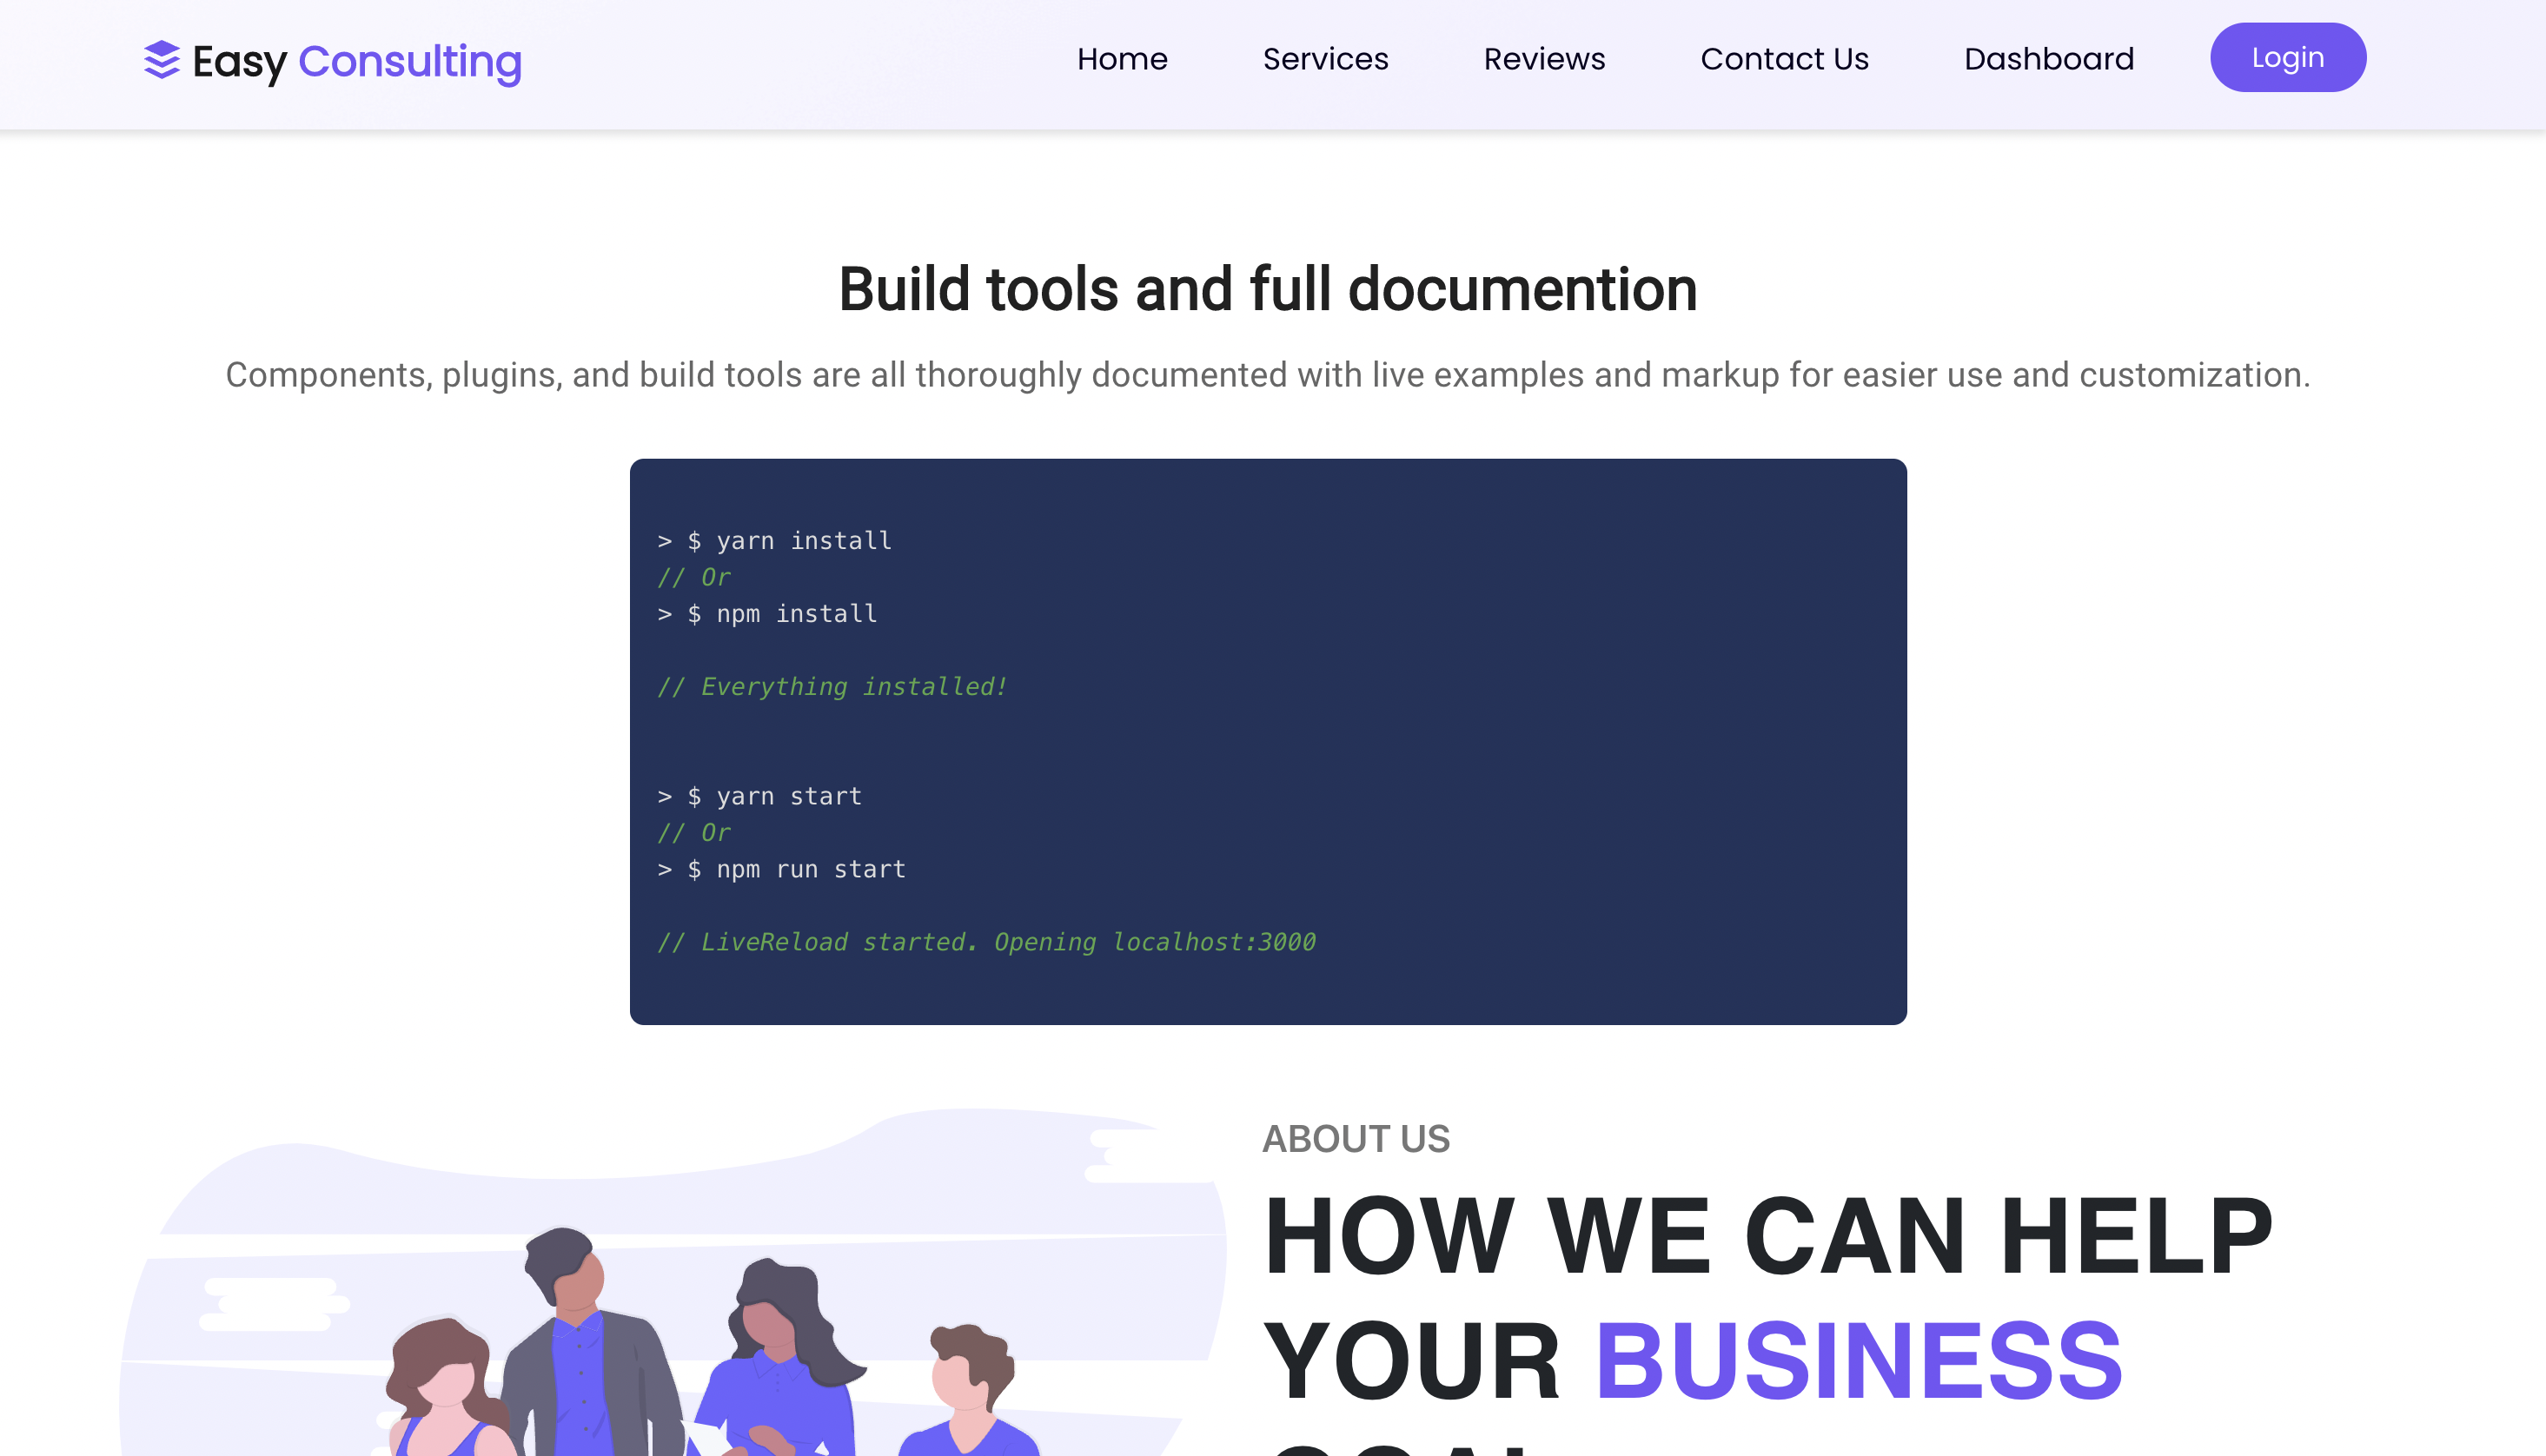 Easy Consulting
Home
Services
Reviews
Contact Us
Dashboard
Login
Build tools and full documention
Components, plugins, and build tools are all thoroughly documented with live examples and markup for easier use and customization.
> $ yarn install
// Or
> $ npm install
// Everything installed!
> $ yarn start
// Or
> $ npm run start
// LiveReload started. Opening localhost:3000
ABOUT US
HOW WE CAN HELP
YOUR BUSINESS